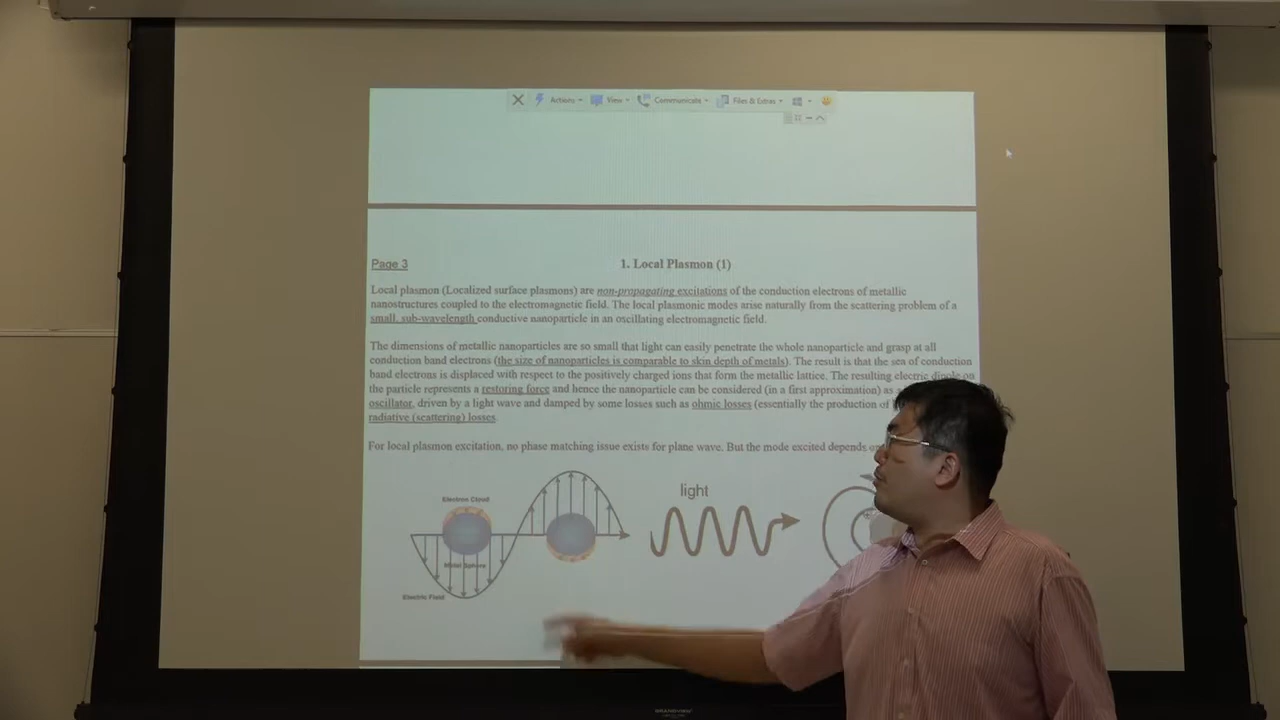 Actions View Communicate Files & Extras
Page 3
1. Local Plasmon (1)
Local plasmon (Localized surface plasmons) are non-propagating excitations of the conduction electrons of metallic
nanostructures coupled to the electromagnetic field. The local plasmonic modes arise naturally from the scattering problem of a
small, sub-wavelength conductive nanoparticle in an oscillating electromagnetic field.
The dimensions of metallic nanoparticles are so small that light can easily penetrate the whole nanoparticle and grasp at all
conduction band electrons (the size of nanoparticles is comparable to skin depth of metals). The result is that the sea of conduction
band electrons is displaced with respect to the positively charged ions that form the metallic lattice. The resulting electric dipole on
the particle represents a restoring force and hence the nanoparticle can be considered (in a first approximation) as
oscillator, driven by a light wave and damped by some losses such as ohmic losses (essentially the production of
radiative (scattering) losses.
For local plasmon excitation, no phase matching issue exists for plane wave. But the mode excited depends
light
Electron Cloud
Metal Sphere
Electric Field